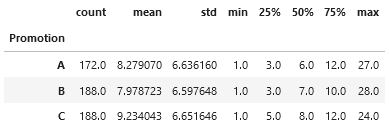 count mean std min 25% 50% 75% max
Promotion
A 172.0 8.279070 6.636160 1.0 3.0 6.0 12.0 27.0
B 188.0 7.978723 6.597648 1.0 3.0 7.0 10.0 28.0
C 188.0 9.234043 6.651646 1.0 5.0 8.0 12.0 24.0